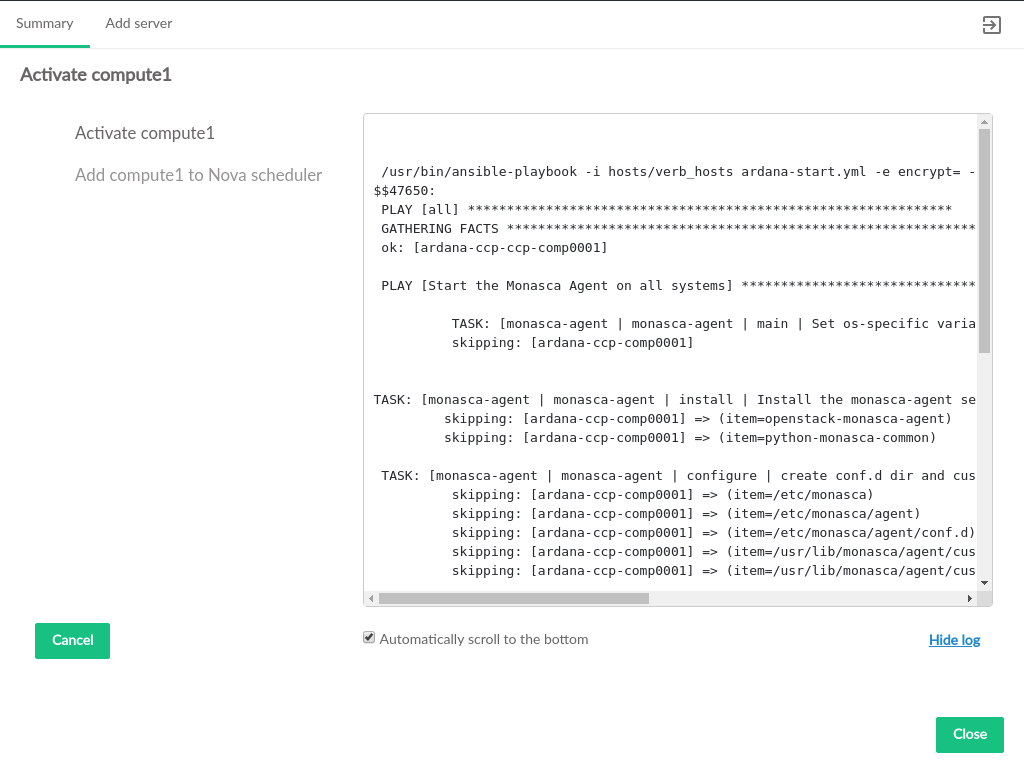 Summary Add server
Activate compute1
Activate compute1
Add compute1 to Nova scheduler
/usr/bin/ansible-playbook -i hosts/verb_hosts ardana-start.yml -e encrypt= -
$$47650:
PLAY [all] **************************************************************
GATHERING FACTS ************************************************************
ok: [ardana-ccp-ccp-comp0001]
PLAY [Start the Monasca Agent on all systems] ******************************
TASK: [monasca-agent | monasca-agent | main | Set os-specific varia
skipping: [ardana-ccp-comp0001]
TASK: [monasca-agent | monasca-agent | install | Install the monasca-agent se
skipping: [ardana-ccp-comp0001] => (item=openstack-monasca-agent)
skipping: [ardana-ccp-comp0001] => (item=python-monasca-common)
TASK: [monasca-agent | monasca-agent | configure | create conf.d dir and cus
skipping: [ardana-ccp-comp0001] => (item=/etc/monasca)
skipping: [ardana-ccp-comp0001] => (item=/etc/monasca/agent)
skipping: [ardana-ccp-comp0001] => (item=/etc/monasca/agent/conf.d)
skipping: [ardana-ccp-comp0001] => (item=/usr/lib/monasca/agent/cus
skipping: [ardana-ccp-comp0001] => (item=/usr/lib/monasca/agent/cus
Cancel
Automatically scroll to the bottom
Hide log
Close